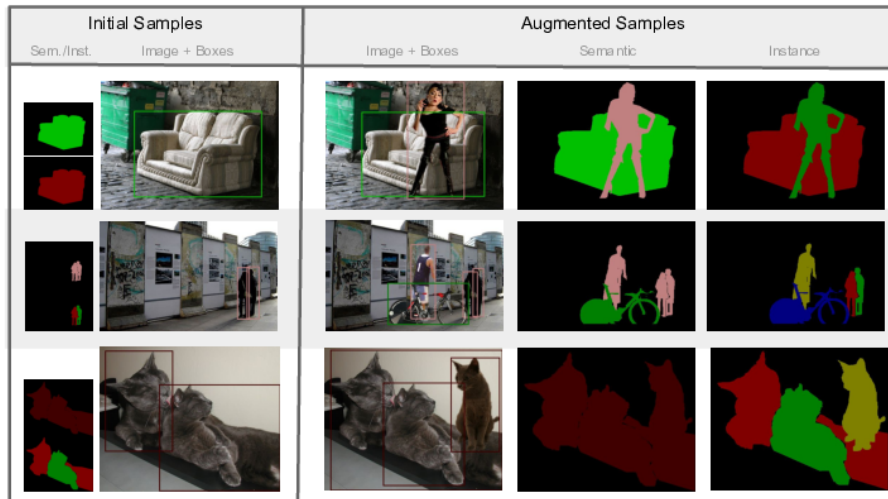 Initial Samples
Augmented Samples
Sem./Inst.
Image + Boxes
Image + Boxes
Semantic
Instance